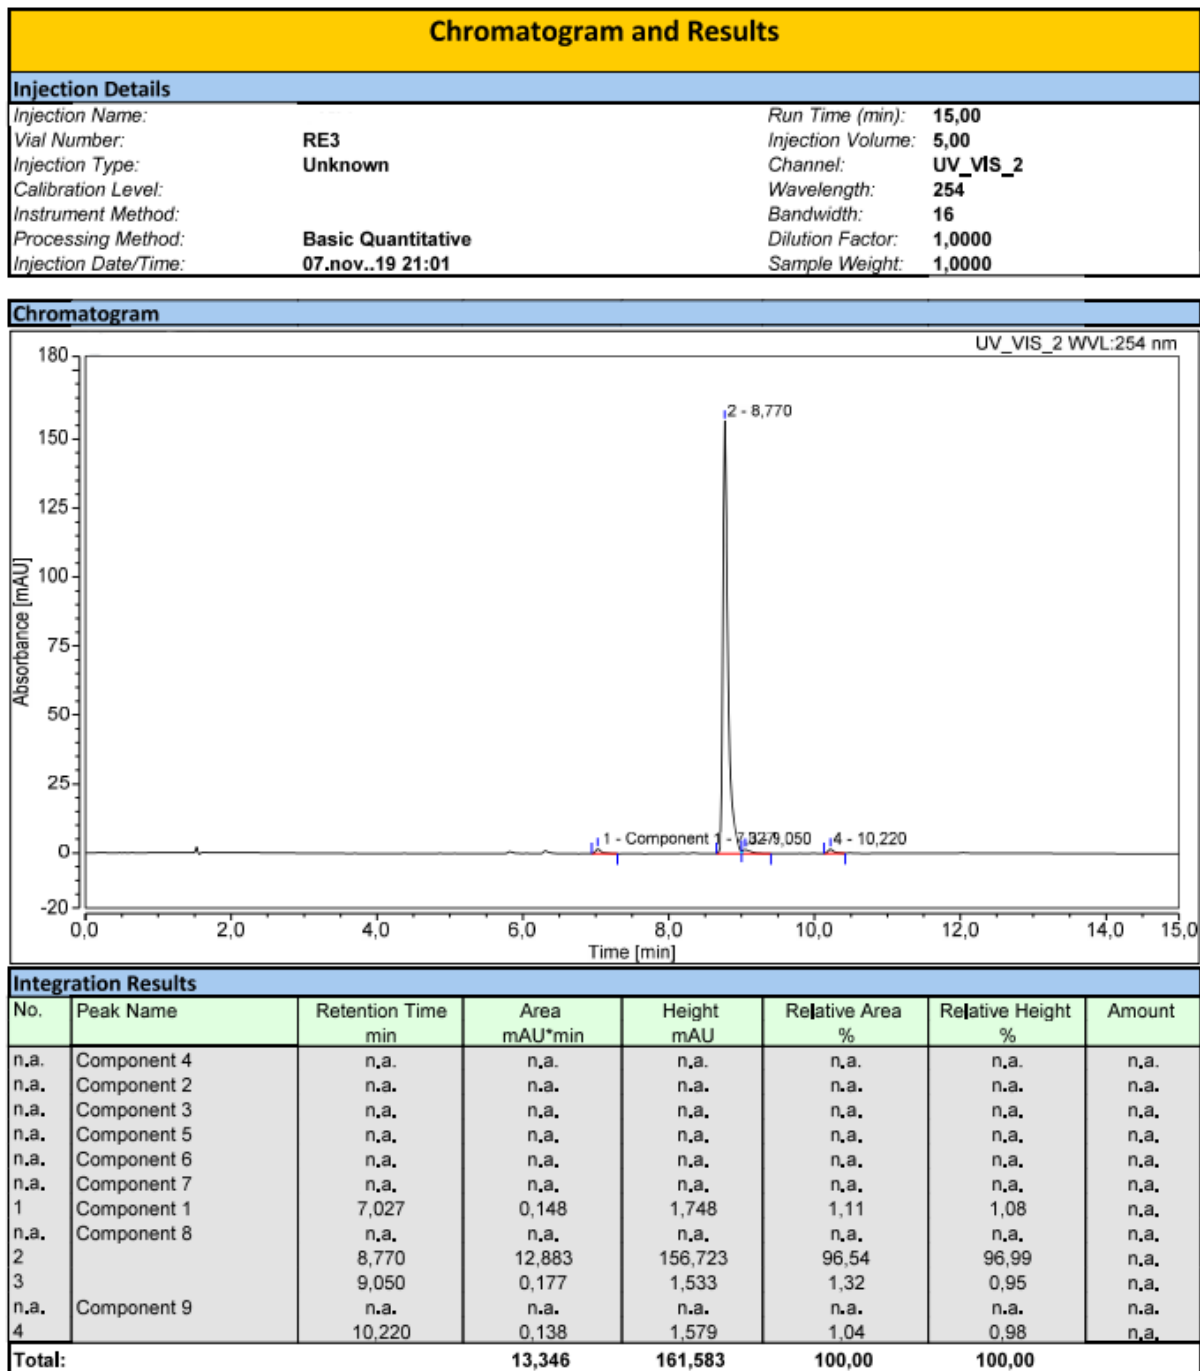 Chromatogram and Results
Injection Details
Injection Name: Run Time (min): 15,00
Vial Number: RE3 Injection Volume: 5,00
Injection Type: Unknown Channel: UV_VIS_2
Calibration Level: Wavelength: 254
Instrument Method: Bandwidth: 16
Processing Method: Basic Quantitative Dilution Factor: 1,0000
Injection Date/Time: 07.nov..19 21:01 Sample Weight: 1,0000
Chromatogram
UV_VIS_2 WVL:254 nm
180
2 - 8,770
150
125
100
Absorbance [mAU]
75
50
25
1 - Component 1 - 7,027 3 - 9,050 4 - 10,220
0
-20
0,0 2,0 4,0 6,0 8,0 10,0 12,0 14,0 15,0
Time [min]
Integration Results
No. Peak Name Retention Time Area Height Relative Area Relative Height Amount
min mAU*min mAU % %
n.a. Component 4 n.a. n.a. n.a. n.a. n.a. n.a.
n.a. Component 2 n.a. n.a. n.a. n.a. n.a. n.a.
n.a. Component 3 n.a. n.a. n.a. n.a. n.a. n.a.
n.a. Component 5 n.a. n.a. n.a. n.a. n.a. n.a.
n.a. Component 6 n.a. n.a. n.a. n.a. n.a. n.a.
n.a. Component 7 n.a. n.a. n.a. n.a. n.a. n.a.
1 Component 1 7,027 0,148 1,748 1,11 1,08 n.a.
n.a. Component 8 n.a. n.a. n.a. n.a. n.a. n.a.
2 8,770 12,883 156,723 96,54 96,99 n.a.
3 9,050 0,177 1,533 1,32 0,95 n.a.
n.a. Component 9 n.a. n.a. n.a. n.a. n.a. n.a.
4 10,220 0,138 1,579 1,04 0,98 n.a.
Total: 13,346 161,583 100,00 100,00